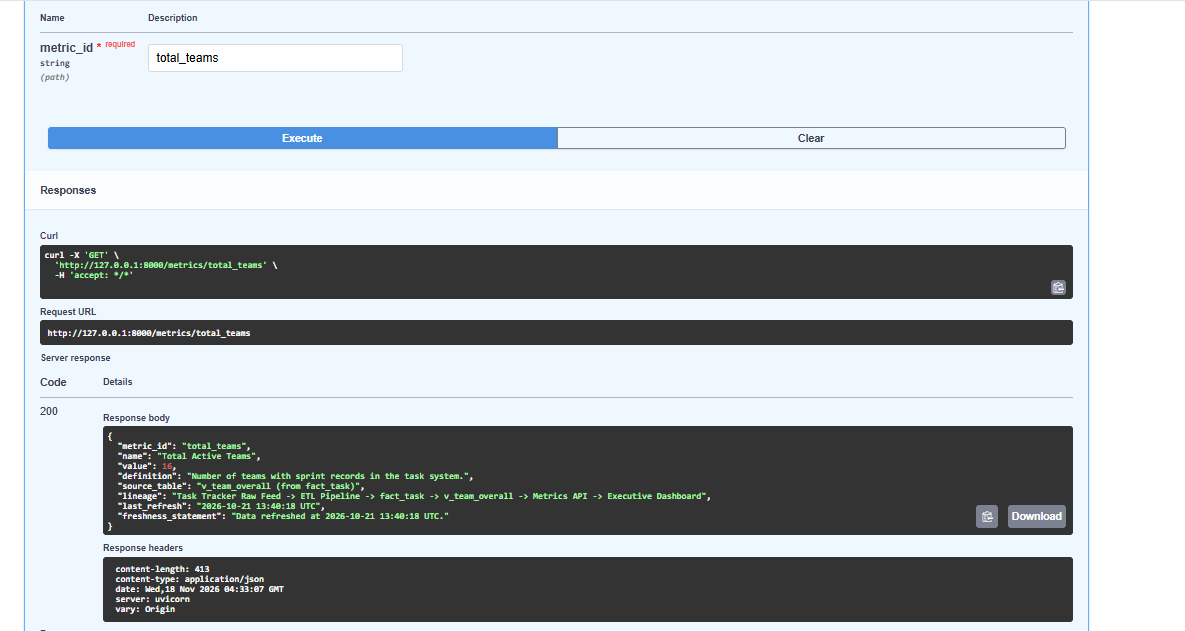 Name Description
metric_id * required
string
(path)
total_teams
Execute Clear
Responses
Curl
curl -X 'GET' \
  'http://127.0.0.1:8000/metrics/total_teams' \
  -H 'accept: */*'
Request URL
http://127.0.0.1:8000/metrics/total_teams
Server response
Code Details
200
Response body
{
  "metric_id": "total_teams",
  "name": "Total Active Teams",
  "value": 16,
  "definition": "Number of teams with sprint records in the task system.",
  "source_table": "v_team_overall (from fact_task)",
  "lineage": "Task Tracker Raw Feed -> ETL Pipeline -> fact_task -> v_team_overall -> Metrics API -> Executive Dashboard",
  "last_refresh": "2026-10-21 13:40:18 UTC",
  "freshness_statement": "Data refreshed at 2026-10-21 13:40:18 UTC."
}
Download
Response headers
content-length: 413
content-type: application/json
date: Wed,18 Nov 2026 04:33:07 GMT
server: uvicorn
vary: Origin